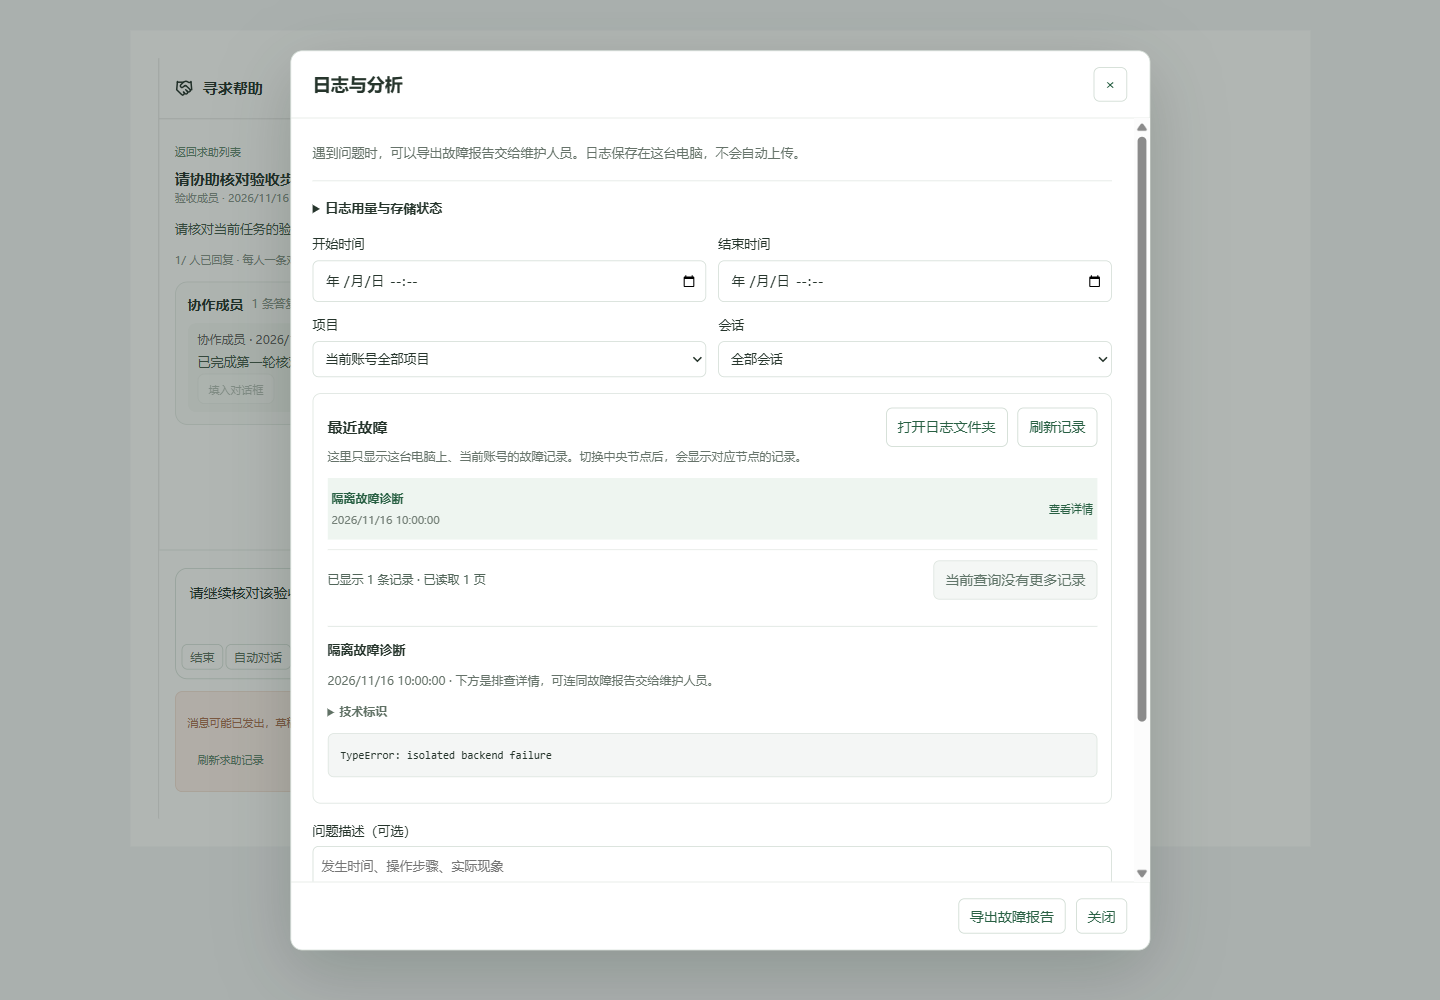 寻求帮助
返回求助列表
请协助核对验收步
验收成员 · 2026/11/16
请核对当前任务的验
1/ 人已回复 · 每人一条
协作成员 1 条答复
协作成员 · 2026/
已完成第一轮核
填入对话框
请继续核对该验收
结束 自动对话
消息可能已发出，草稿
刷新求助记录
日志与分析
×
遇到问题时，可以导出故障报告交给维护人员。日志保存在这台电脑，不会自动上传。
▶ 日志用量与存储状态
开始时间 结束时间
年 /月/日 --:-- 年 /月/日 --:--
项目 会话
当前账号全部项目 全部会话
最近故障 打开日志文件夹 刷新记录
这里只显示这台电脑上、当前账号的故障记录。切换中央节点后，会显示对应节点的记录。
隔离故障诊断
2026/11/16 10:00:00 查看详情
已显示 1 条记录 · 已读取 1 页 当前查询没有更多记录
隔离故障诊断
2026/11/16 10:00:00 · 下方是排查详情，可连同故障报告交给维护人员。
▶ 技术标识
TypeError: isolated backend failure
问题描述（可选）
发生时间、操作步骤、实际现象
导出故障报告 关闭